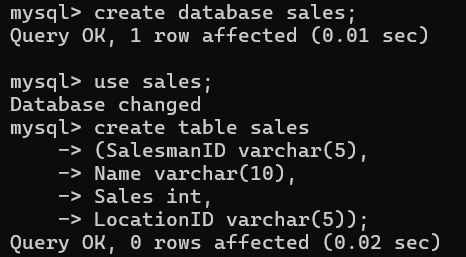 mysql> create database sales;
Query OK, 1 row affected (0.01 sec)

mysql> use sales;
Database changed
mysql> create table sales
    -> (SalesmanID varchar(5),
    -> Name varchar(10),
    -> Sales int,
    -> LocationID varchar(5));
Query OK, 0 rows affected (0.02 sec)